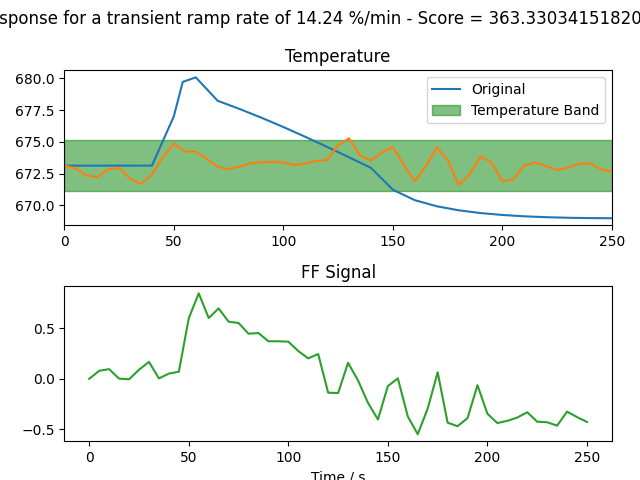 sponse for a transient ramp rate of 14.24 %/min - Score = 363.33034151820
Temperature
680.0
677.5
675.0
672.5
670.0
Original
Temperature Band
0 50 100 150 200 250
FF Signal
0.5
0.0
−0.5
0 50 100 150 200 250
Time / s